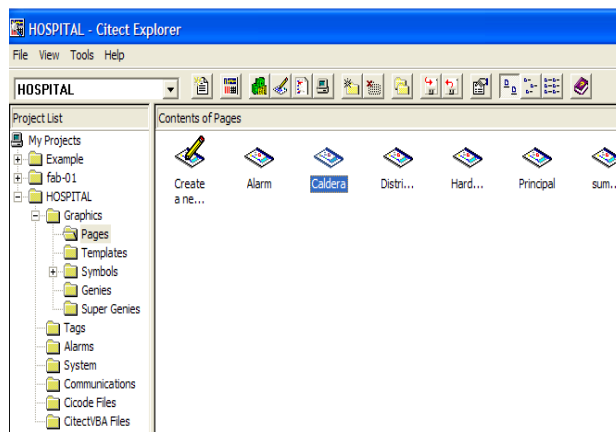 HOSPITAL - Citect Explorer
File View Tools Help
HOSPITAL
Project List
Contents of Pages
My Projects
Example
fab-01
HOSPITAL
Graphics
Pages
Templates
Symbols
Genies
Super Genies
Tags
Alarms
System
Communications
Cicode Files
CitectVBA Files
Create
a ne...
Alarm
Caldera
Distri...
Hard...
Principal
sum...